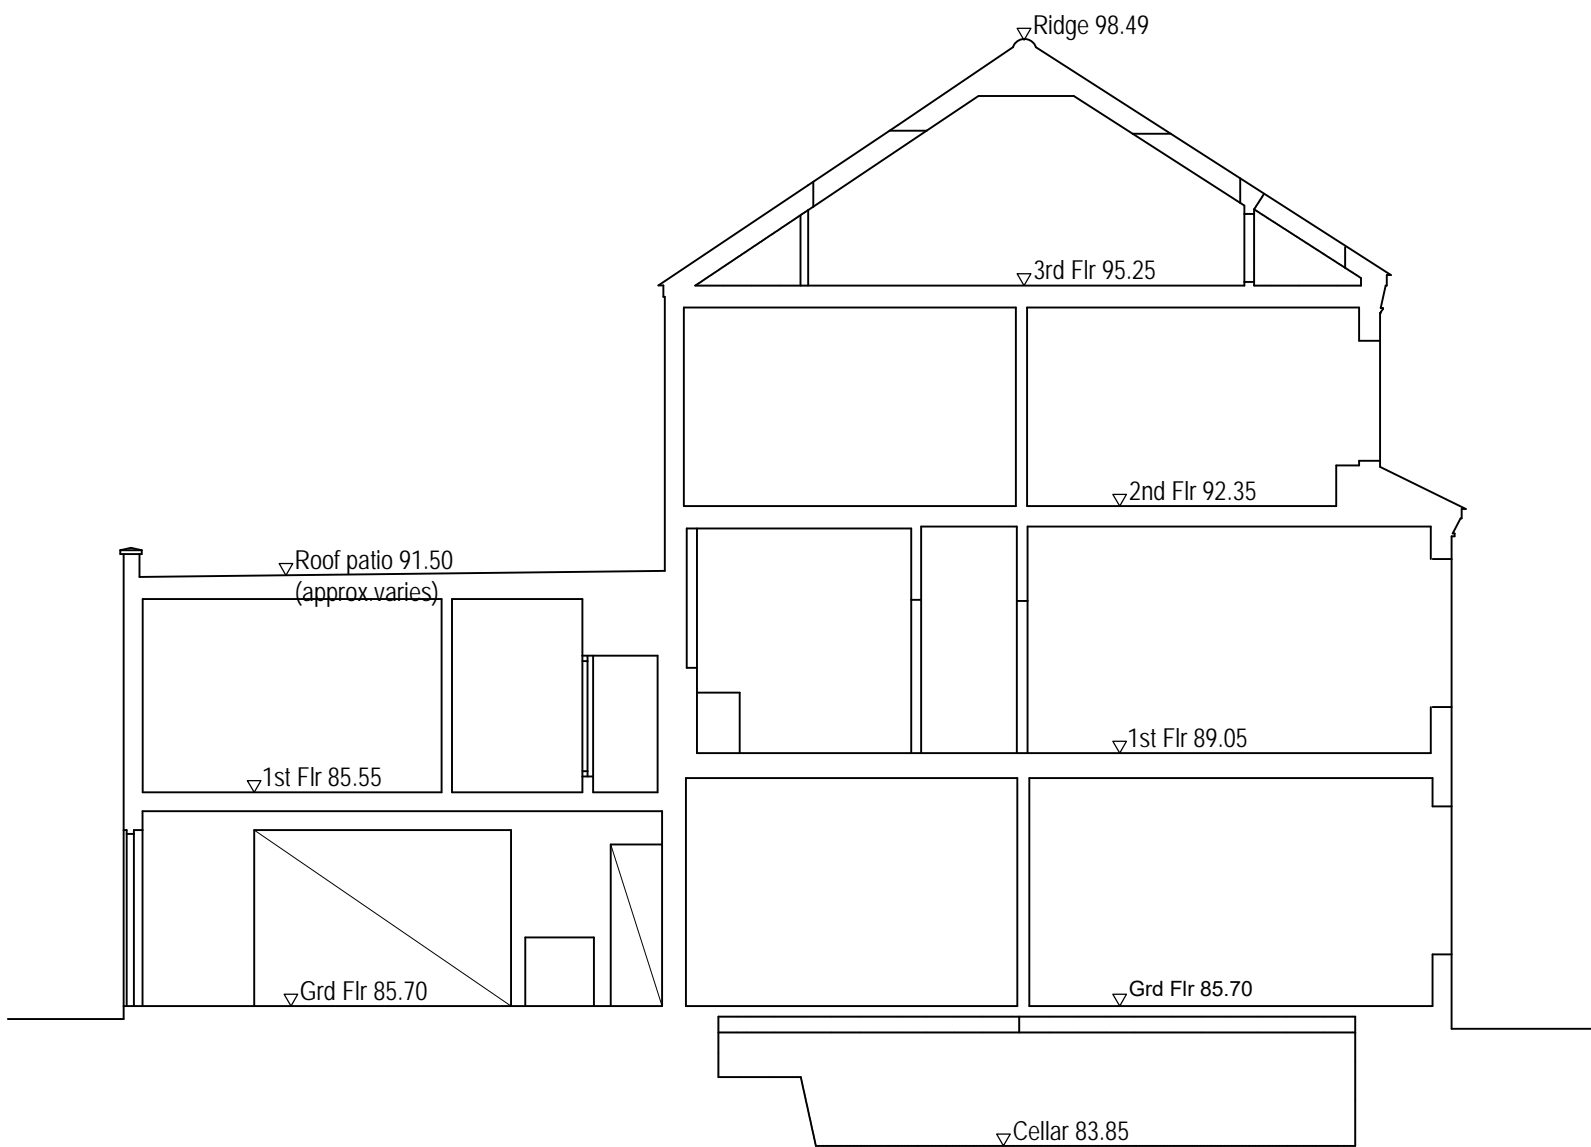 Ridge 98.49
3rd Flr 95.25
2nd Flr 92.35
Roof patio 91.50
(approx.varies)
1st Flr 89.05
1st Flr 85.55
Grd Flr 85.70
Grd Flr 85.70
Cellar 83.85